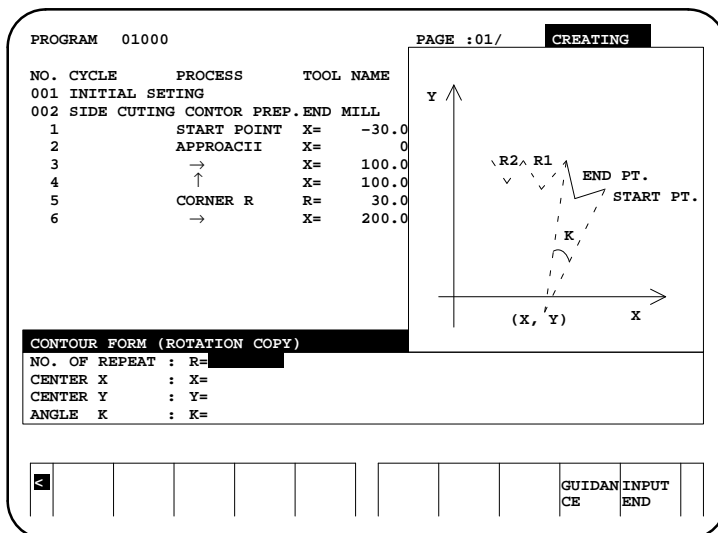 PROGRAM 01000 PAGE :01/ CREATING
NO. CYCLE PROCESS TOOL NAME
001 INITIAL SETING
002 SIDE CUTING CONTOR PREP.END MILL
1 START POINT X= -30.0
2 APPROACII X= 0
3 → X= 100.0
4 ↑ X= 100.0
5 CORNER R R= 30.0
6 → X= 200.0
Y
R2 R1
END PT.
START PT.
K
(X, Y)
X
CONTOUR FORM (ROTATION COPY)
NO. OF REPEAT : R=
CENTER X : X=
CENTER Y : Y=
ANGLE K : K=
<
GUIDAN
CE
INPUT
END